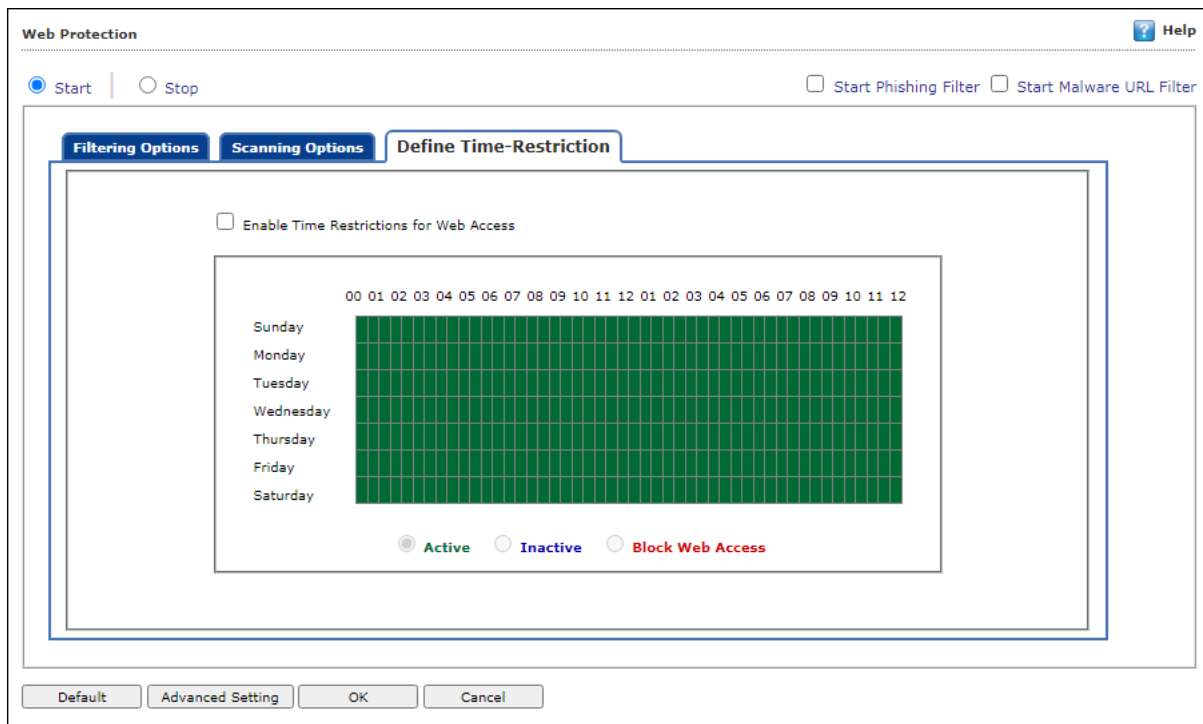 Web Protection
? Help
Start Stop Start Phishing Filter Start Malware URL Filter
Filtering Options Scanning Options Define Time-Restriction
Enable Time Restrictions for Web Access
00 01 02 03 04 05 06 07 08 09 10 11 12 01 02 03 04 05 06 07 08 09 10 11 12
Sunday
Monday
Tuesday
Wednesday
Thursday
Friday
Saturday
Active Inactive Block Web Access
Default Advanced Setting OK Cancel